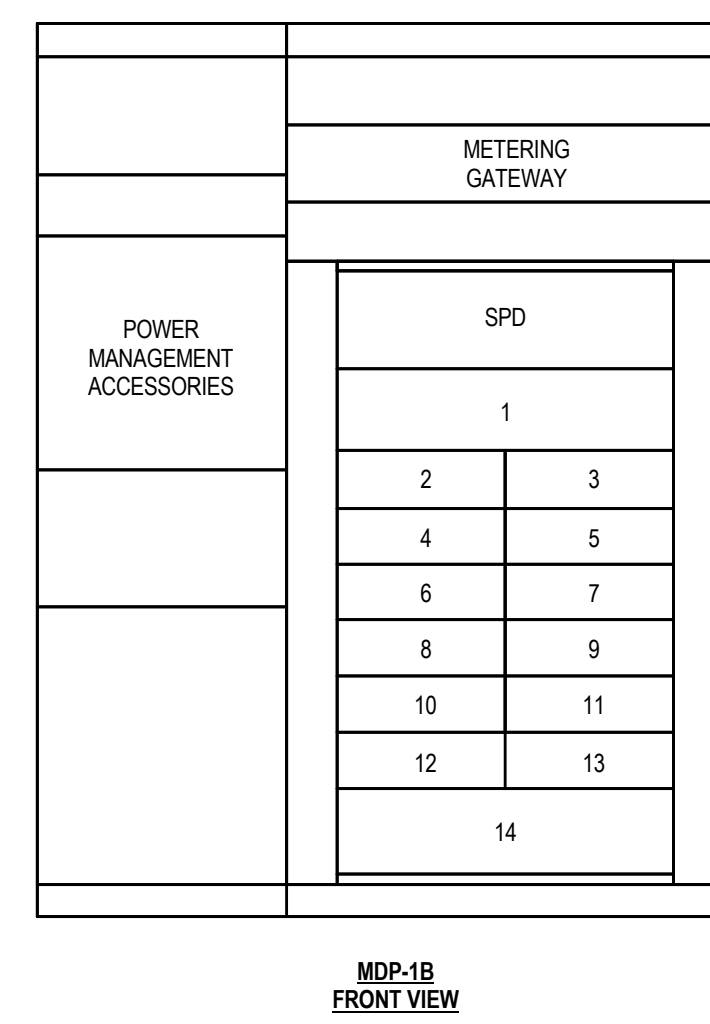 METERING
GATEWAY
POWER
MANAGEMENT
ACCESSORIES
SPD
1
2 3
4 5
6 7
8 9
10 11
12 13
14
MDP-1B
FRONT VIEW